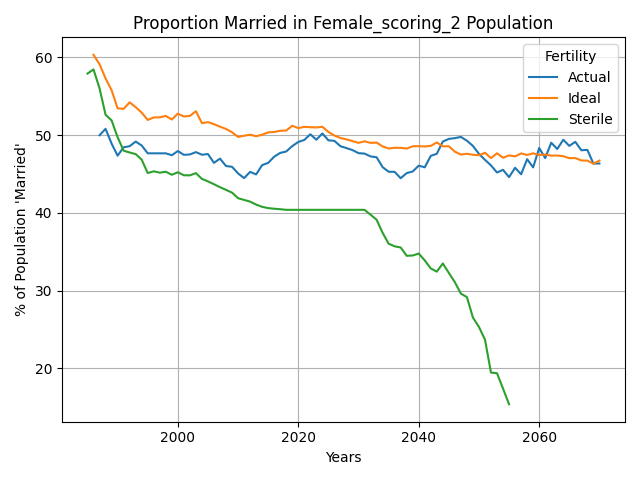 Proportion Married in Female_scoring_2 Population
Fertility
Actual
Ideal
Sterile
% of Population 'Married'
60
50
40
30
20
2000
2020
2040
2060
Years